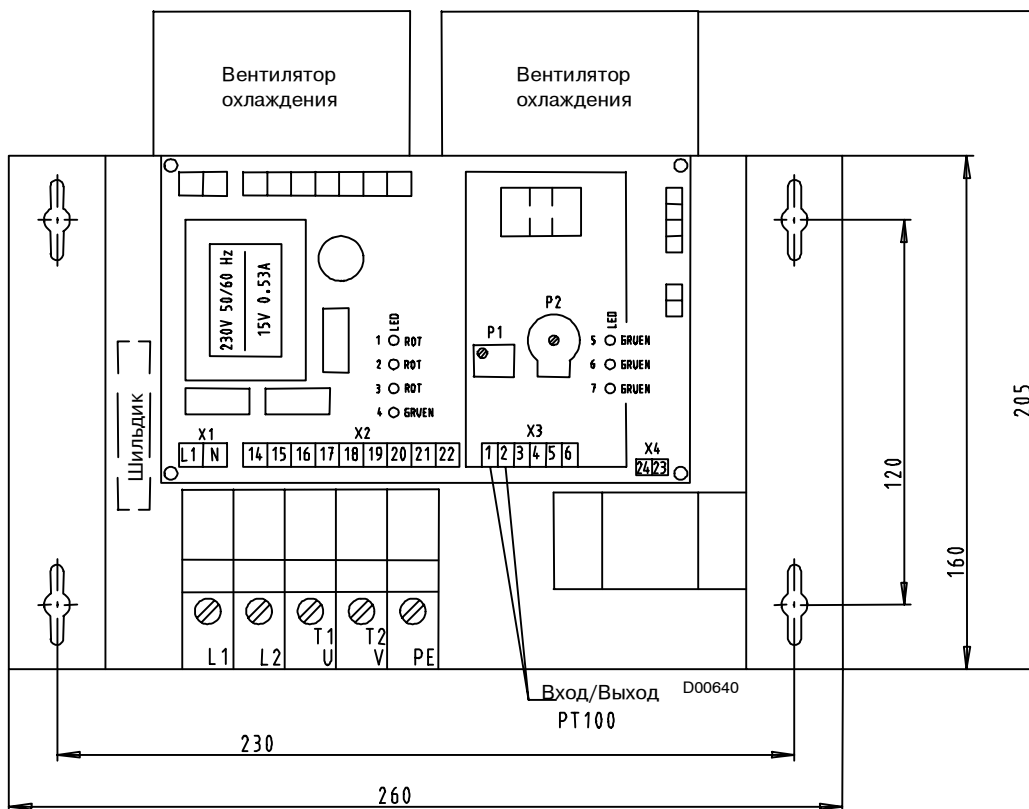 Вентилятор
охлаждения
Вентилятор
охлаждения
230V 50/60 Hz
15V 0.53A
P2
P1
LED
1 ROT
2 ROT
3 ROT
4 GRUEN
LED
5 GRUEN
6 GRUEN
7 GRUEN
Шильдик
X1
L1 N
X2
14 15 16 17 18 19 20 21 22
X3
1 2 3 4 5 6
X4
24 23
205
120
160
L1
L2
T1
U
T2
V
PE
Вход/Выход
PT100
D00640
230
260